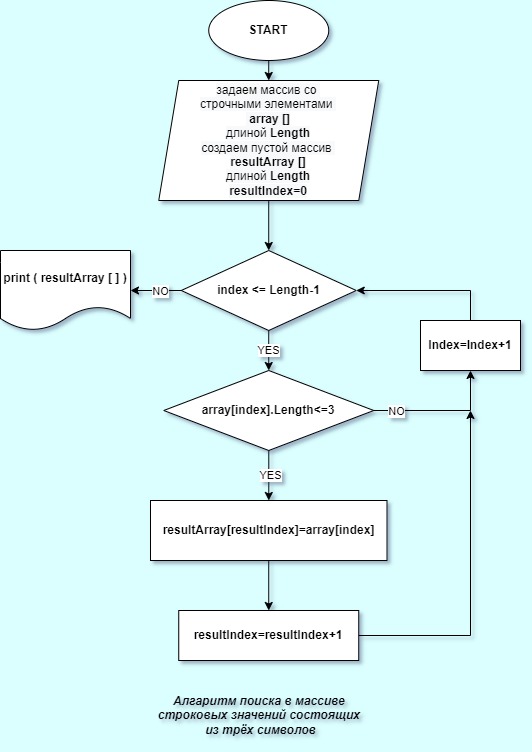 START
задаем массив со
строчными элементами
array []
длиной Length
создаем пустой массив
resultArray []
длиной Length
resultIndex=0
index <= Length-1
NO
print ( resultArray [ ] )
YES
Index=Index+1
array[index].Length<=3
NO
YES
resultArray[resultIndex]=array[index]
resultIndex=resultIndex+1
Алгаритм поиска в массиве
строковых значений состоящих
из трёх символов